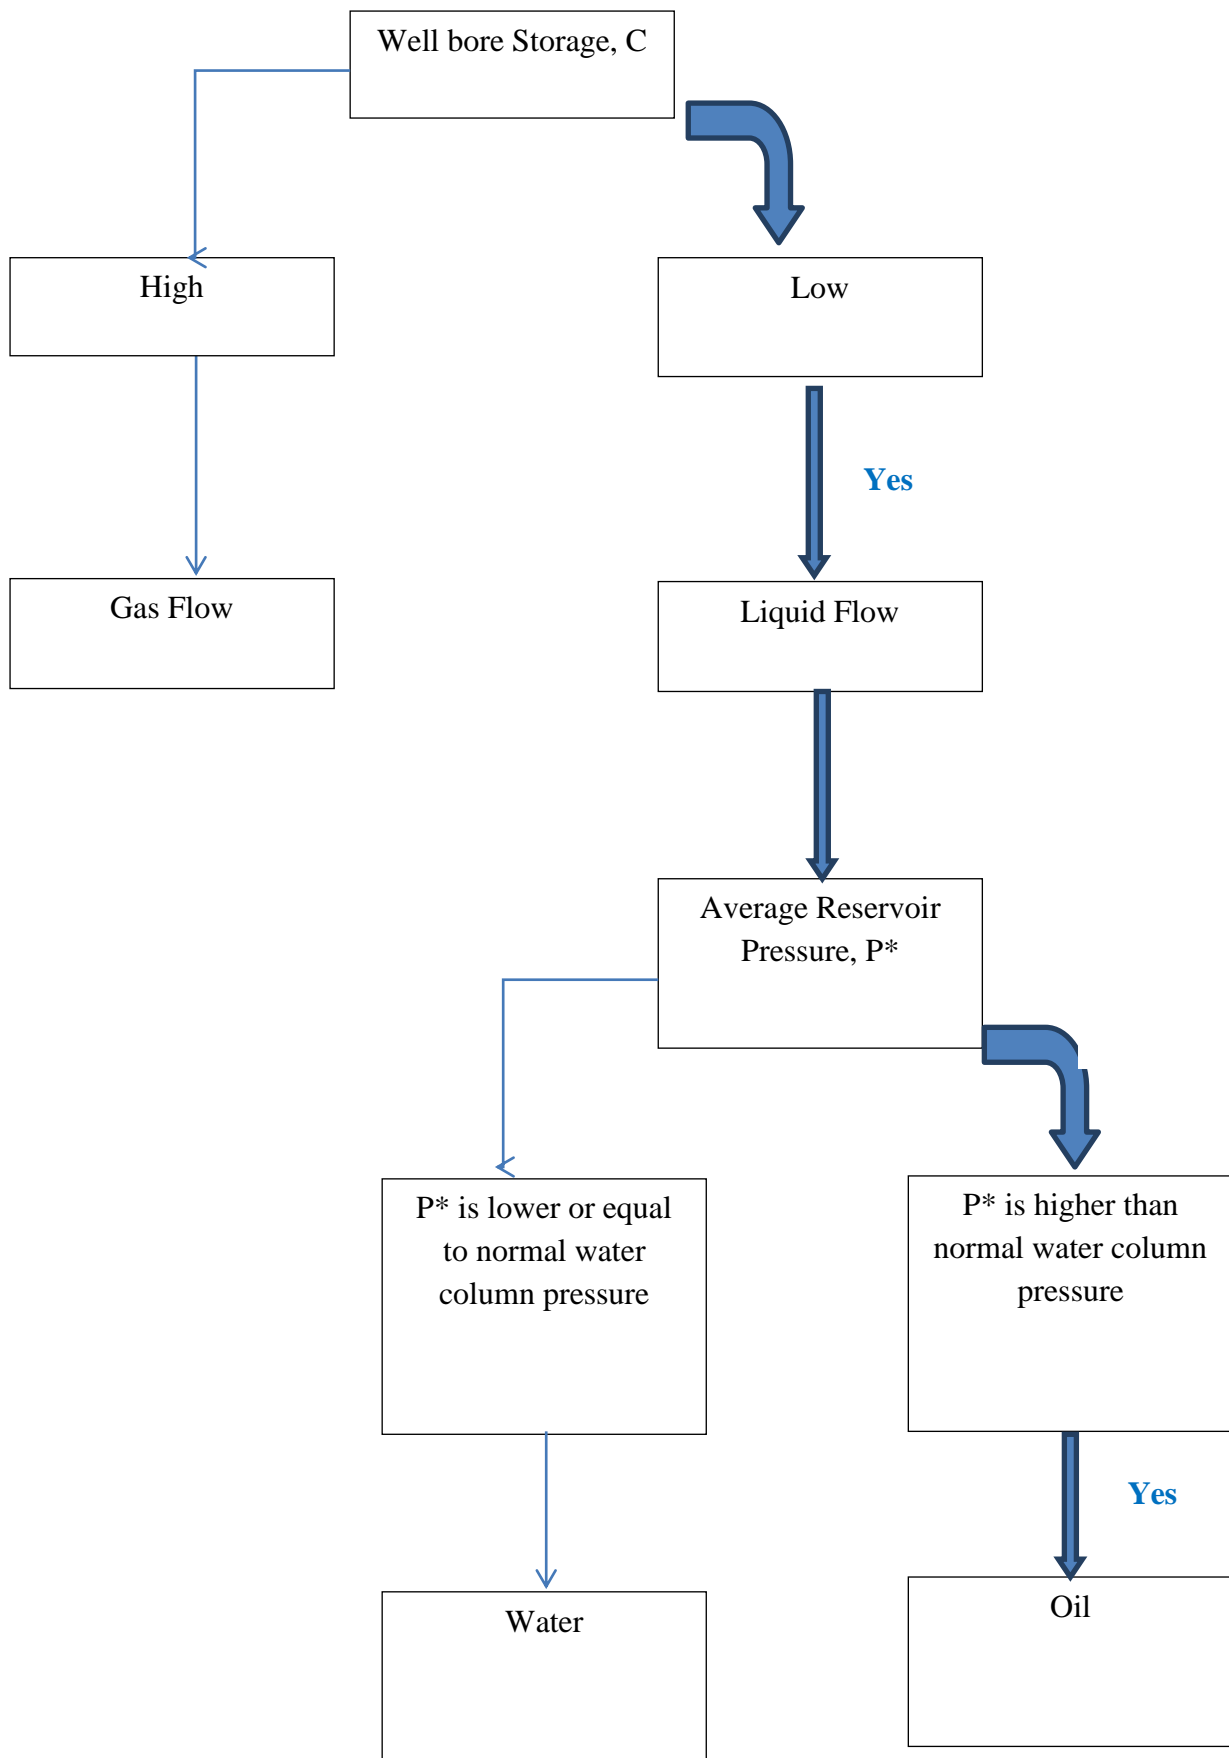 Well bore Storage, C
High
Low
Yes
Gas Flow
Liquid Flow
Average Reservoir
Pressure, P*
P* is lower or equal
to normal water
column pressure
P* is higher than
normal water column
pressure
Yes
Water
Oil